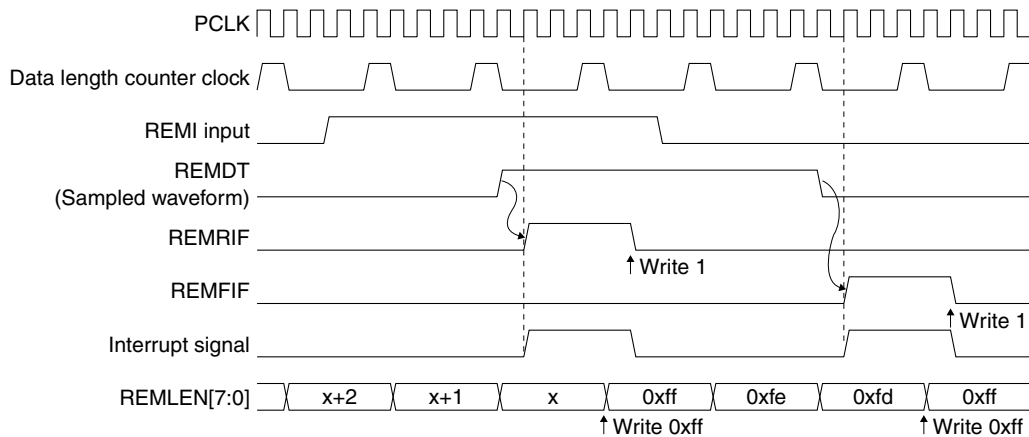 PCLK
Data length counter clock
REMI input
REMDT
(Sampled waveform)
REMRIF
↑ Write 1
REMFIF
↑ Write 1
Interrupt signal
REMLEN[7:0] x+2 x+1 x 0xff 0xfe 0xfd 0xff
↑ Write 0xff ↑ Write 0xff